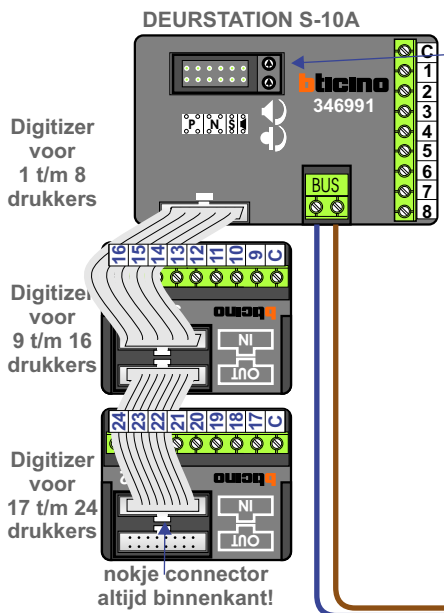 DEURSTATION S-10A
C
1
2
3
4
5
6
7
8
bticino
346991
P N S
BUS
Digitizer
voor
1 t/m 8
drukkers
16 15 14 13 12 11 10 9 C
Digitizer
voor
9 t/m 16
drukkers
bticino
IN
OUT
24 23 22 21 20 19 18 17 C
Digitizer
voor
17 t/m 24
drukkers
bticino
IN
OUT
nokje connector
altijd binnenkant!